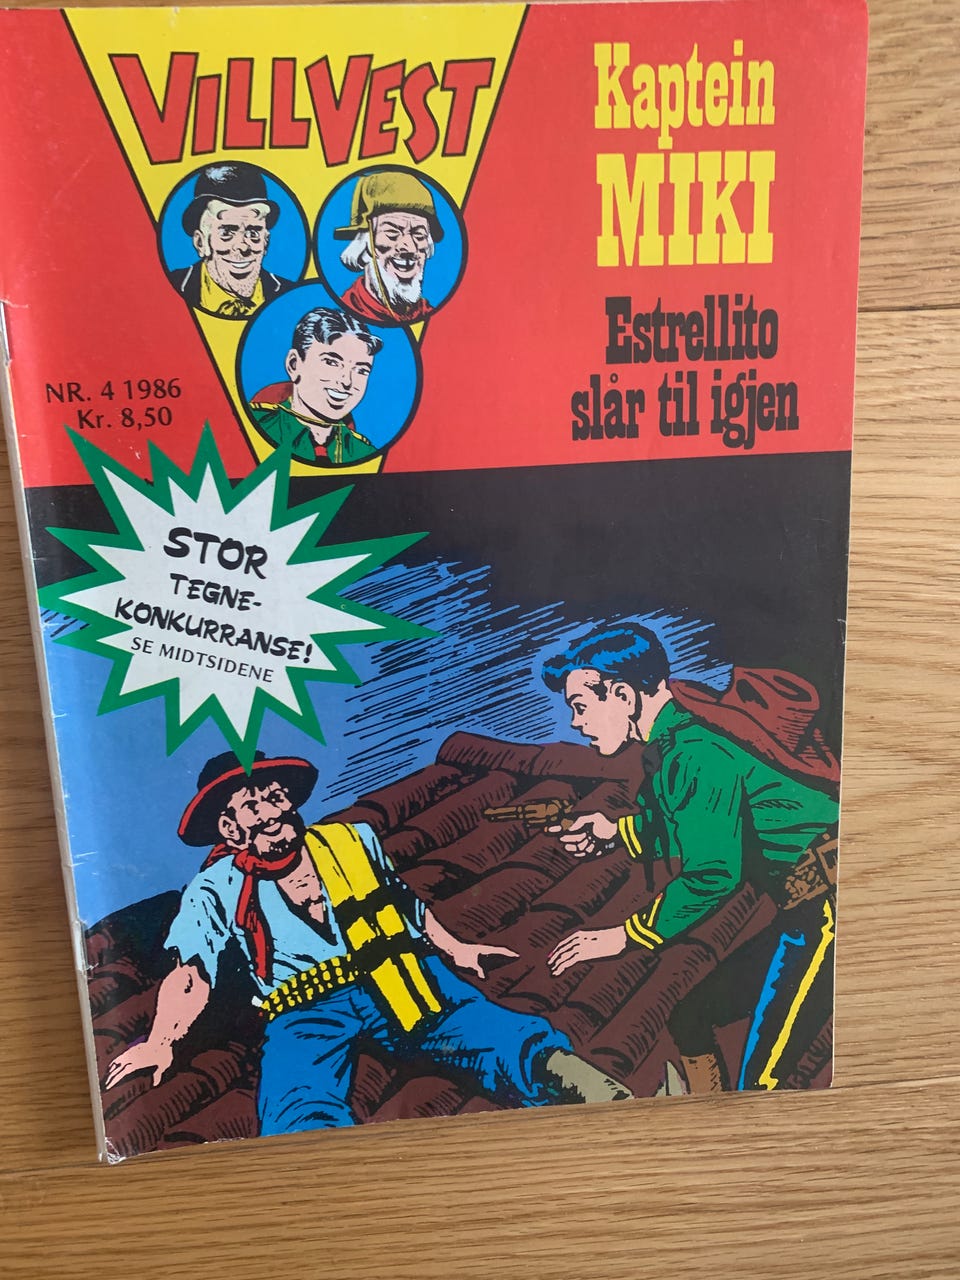 VILLVEST
Kaptein
MIKI
Estrellito
slår til igjen
NR. 4 1986
Kr. 8,50
STOR
TEGNE-
KONKURRANSE!
SE MIDTSIDENE